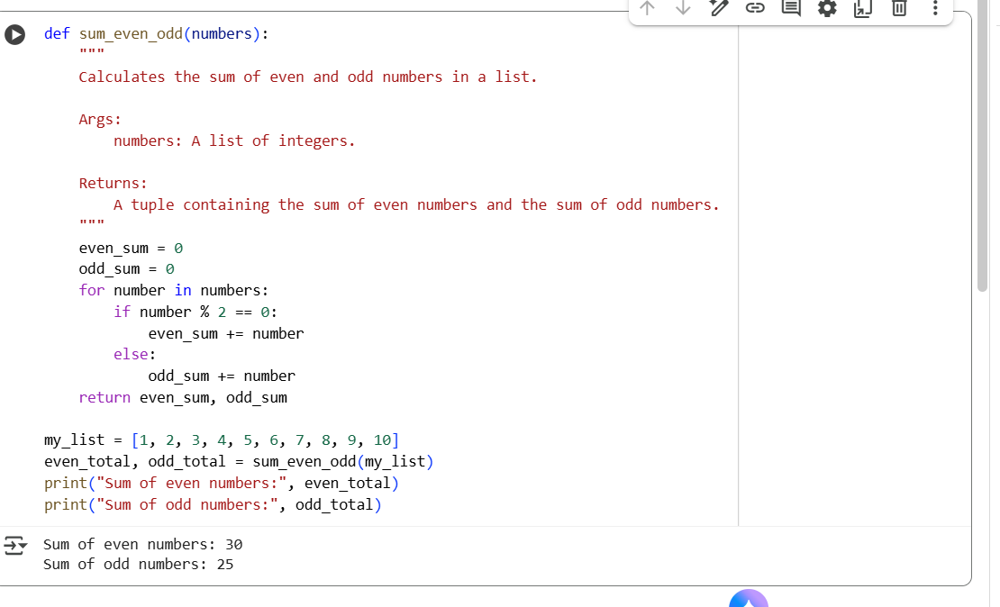 def sum_even_odd(numbers):
    """
    Calculates the sum of even and odd numbers in a list.

    Args:
        numbers: A list of integers.

    Returns:
        A tuple containing the sum of even numbers and the sum of odd numbers.
    """
    even_sum = 0
    odd_sum = 0
    for number in numbers:
        if number % 2 == 0:
            even_sum += number
        else:
            odd_sum += number
    return even_sum, odd_sum

my_list = [1, 2, 3, 4, 5, 6, 7, 8, 9, 10]
even_total, odd_total = sum_even_odd(my_list)
print("Sum of even numbers:", even_total)
print("Sum of odd numbers:", odd_total)
Sum of even numbers: 30
Sum of odd numbers: 25